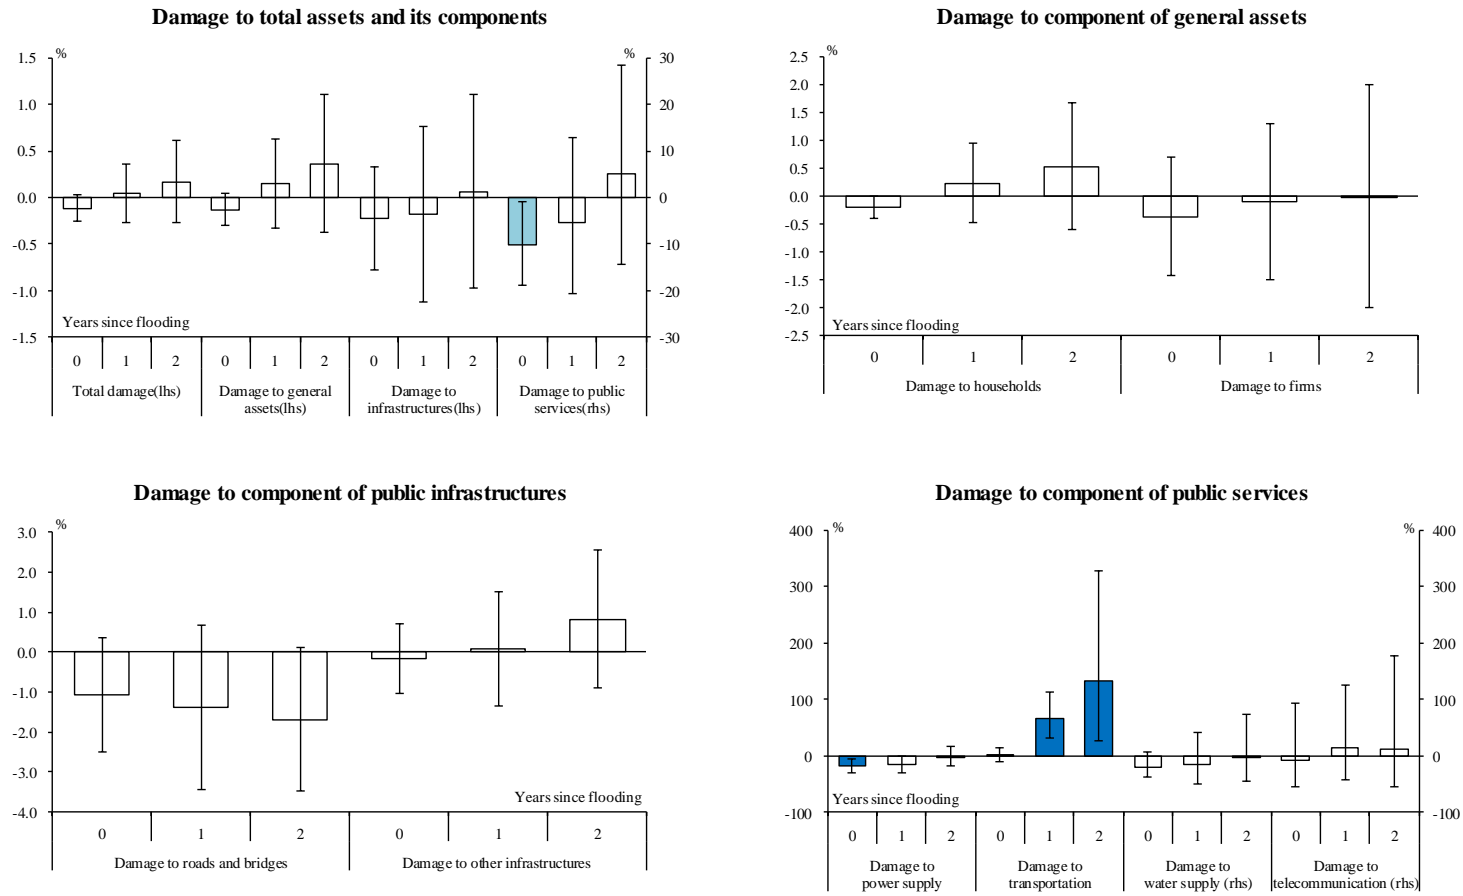 Damage to total assets and its components
% %
1.5 30
1.0 20
0.5 10
0.0 0
-0.5 -10
-1.0 -20
-1.5 -30
Years since flooding
0 1 2 0 1 2 0 1 2 0 1 2
Total damage(lhs) Damage to general assets(lhs) Damage to infrastructures(lhs) Damage to public services(rhs)
Damage to component of general assets
%
2.5
2.0
1.5
1.0
0.5
0.0
-0.5
-1.0
-1.5
-2.0
-2.5
Years since flooding
0 1 2 0 1 2
Damage to households Damage to firms
Damage to component of public infrastructures
%
3.0
2.0
1.0
0.0
-1.0
-2.0
-3.0
-4.0
Years since flooding
0 1 2 0 1 2
Damage to roads and bridges Damage to other infrastructures
Damage to component of public services
% %
400 400
300 300
200 200
100 100
0 0
-100 -100
Years since flooding
0 1 2 0 1 2 0 1 2 0 1 2
Damage to power supply Damage to transportation Damage to water supply (rhs) Damage to telecommunication (rhs)